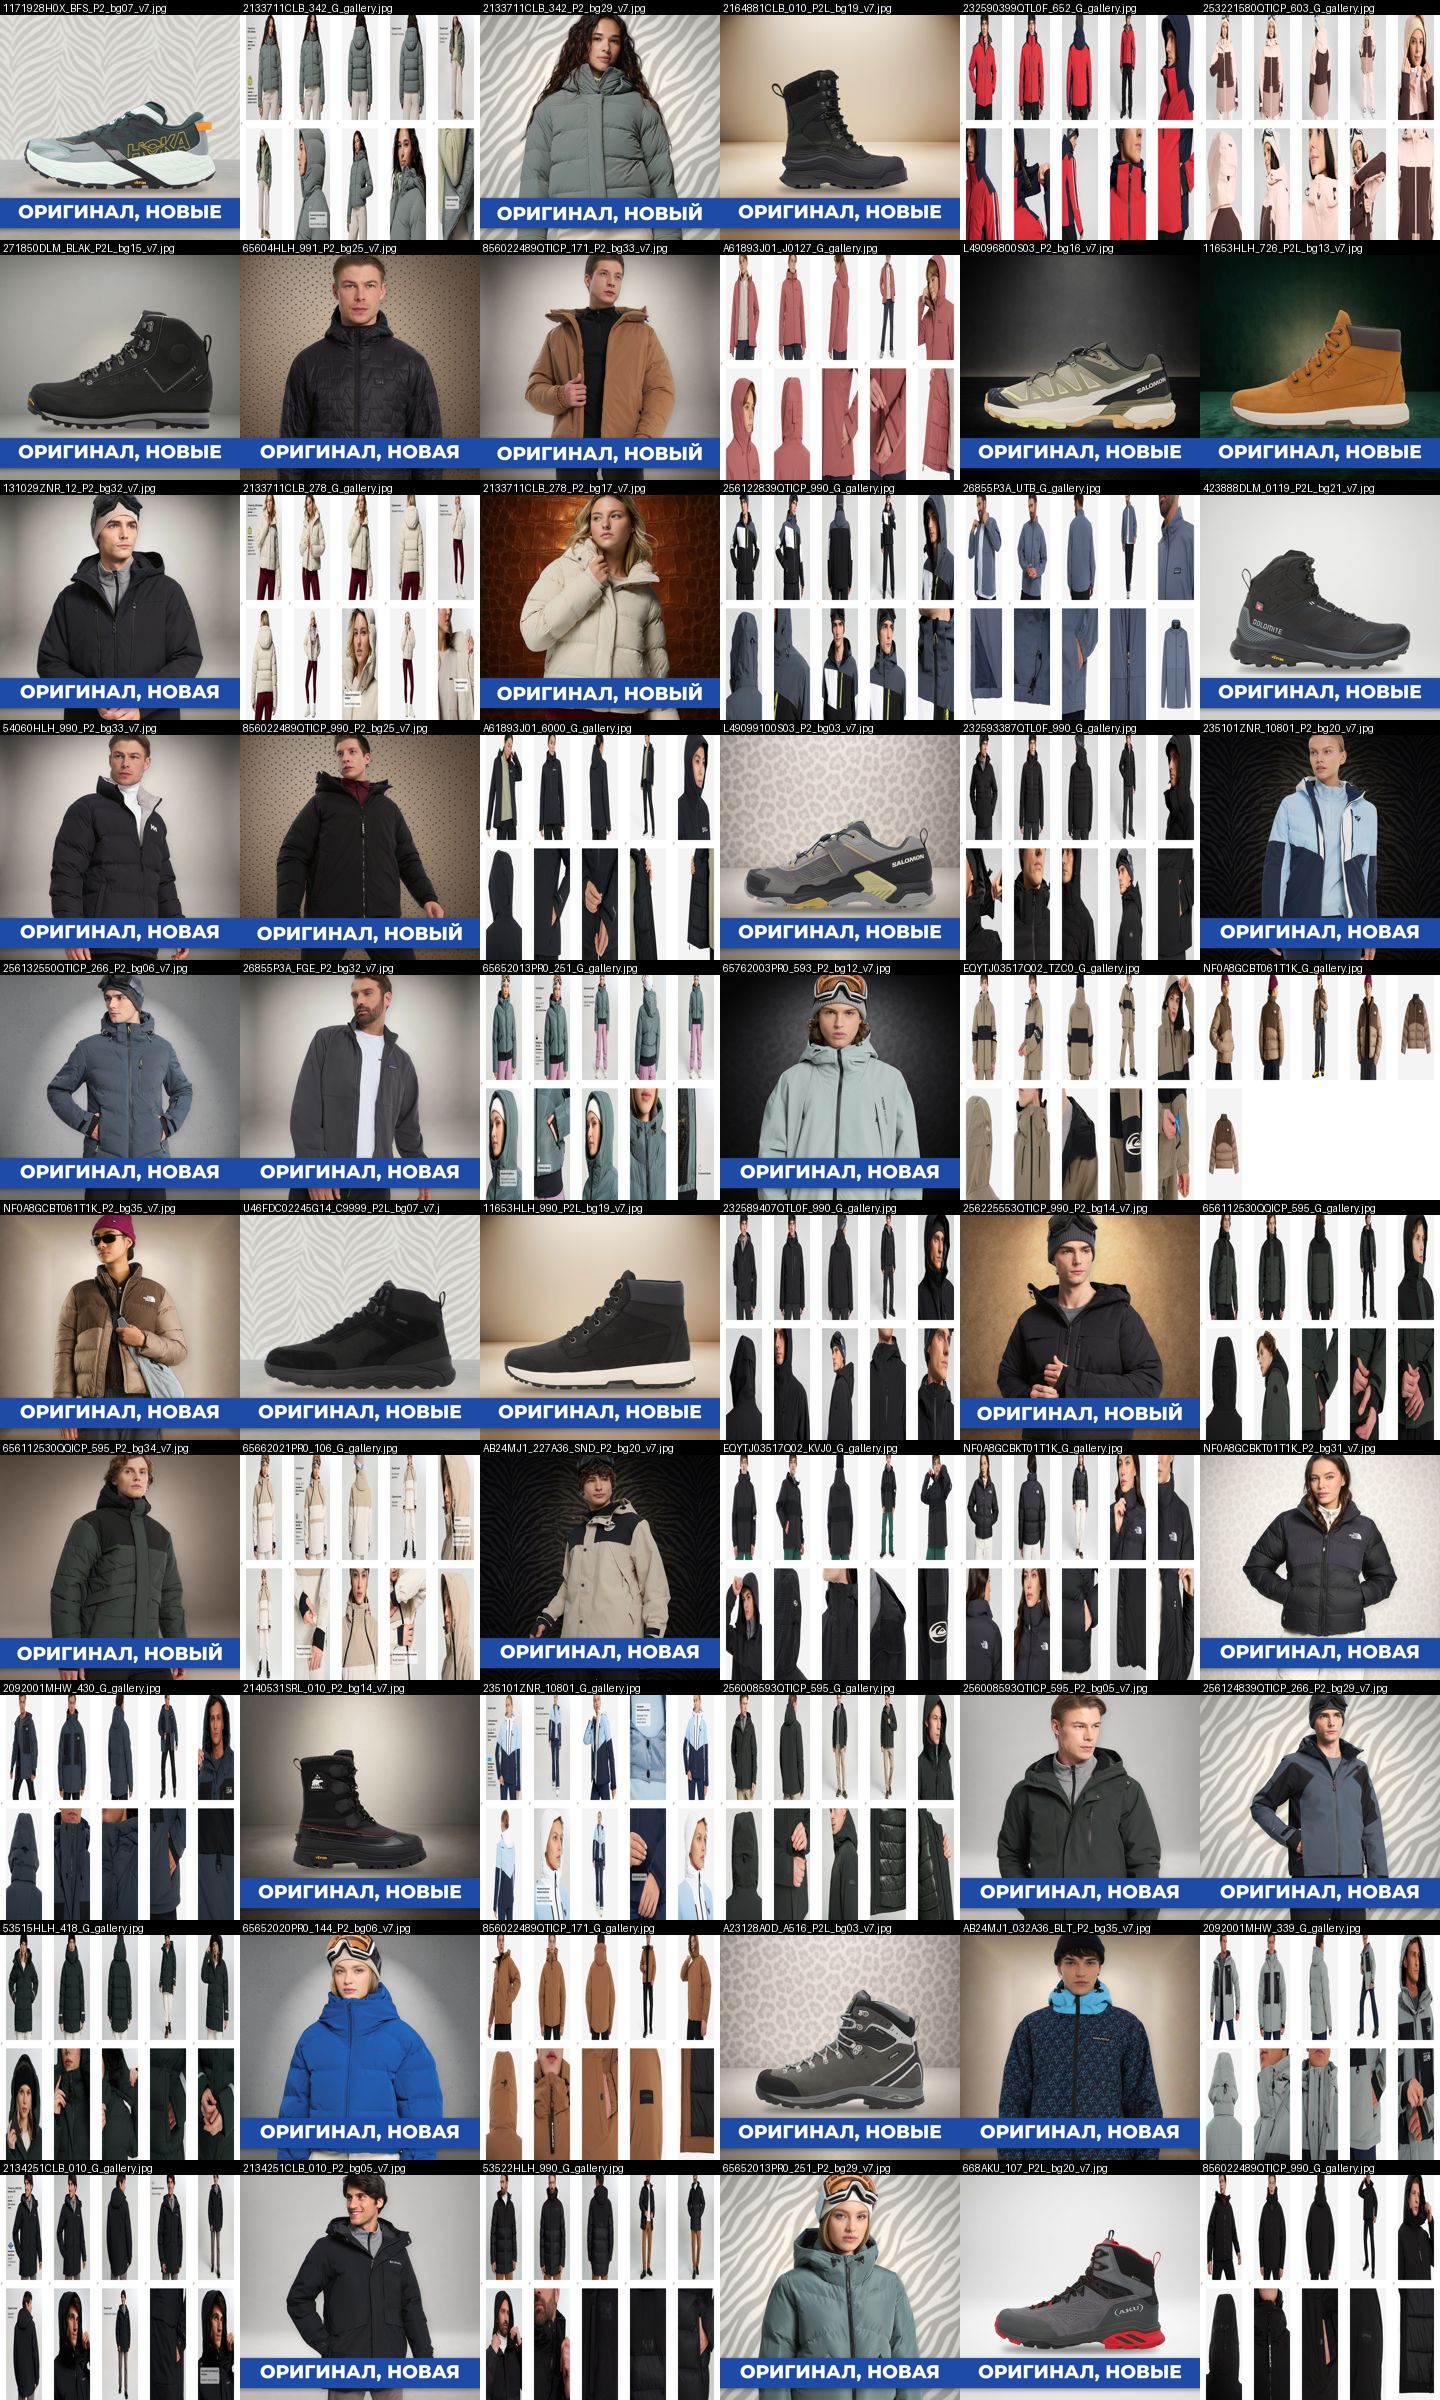 1171928H0X_BFS_P2_bg07_v7.jpg
2133711CLB_342_G_gallery.jpg
2133711CLB_342_P2_bg29_v7.jpg
2164881CLB_010_P2L_bg19_v7.jpg
232590399QTL0F_652_G_gallery.jpg
253221580QTICP_603_G_gallery.jpg
HOKA
ОРИГИНАЛ, НОВЫЕ
ОРИГИНАЛ, НОВЫЙ
ОРИГИНАЛ, НОВЫЕ
271850DLM_BLAK_P2L_bg15_v7.jpg
65604HLH_991_P2_bg25_v7.jpg
856022489QTICP_171_P2_bg33_v7.jpg
A61893J01_J0127_G_gallery.jpg
L49096800S03_P2_bg16_v7.jpg
11653HLH_726_P2L_bg13_v7.jpg
SALOMON
ОРИГИНАЛ, НОВЫЕ
ОРИГИНАЛ, НОВАЯ
ОРИГИНАЛ, НОВЫЙ
ОРИГИНАЛ, НОВЫЕ
ОРИГИНАЛ, НОВЫЕ
131029ZNR_12_P2_bg32_v7.jpg
2133711CLB_278_G_gallery.jpg
2133711CLB_278_P2_bg17_v7.jpg
256122839QTICP_990_G_gallery.jpg
26855P3A_UTB_G_gallery.jpg
423888DLM_0119_P2L_bg21_v7.jpg
DOLOMITE
ОРИГИНАЛ, НОВАЯ
ОРИГИНАЛ, НОВЫЙ
ОРИГИНАЛ, НОВЫЕ
54060HLH_990_P2_bg33_v7.jpg
856022489QTICP_990_P2_bg25_v7.jpg
A61893J01_6000_G_gallery.jpg
L49099100S03_P2_bg03_v7.jpg
232593387QTL0F_990_G_gallery.jpg
235101ZNR_10801_P2_bg20_v7.jpg
SALOMON
ОРИГИНАЛ, НОВАЯ
ОРИГИНАЛ, НОВЫЙ
ОРИГИНАЛ, НОВЫЕ
ОРИГИНАЛ, НОВАЯ
256132550QTICP_266_P2_bg06_v7.jpg
26855P3A_FGE_P2_bg32_v7.jpg
65652013PR0_251_G_gallery.jpg
65762003PR0_593_P2_bg12_v7.jpg
EQYTJ03517Q02_TZC0_G_gallery.jpg
NF0A8GCBT061T1K_G_gallery.jpg
ОРИГИНАЛ, НОВАЯ
ОРИГИНАЛ, НОВАЯ
ОРИГИНАЛ, НОВАЯ
NF0A8GCBT061T1K_P2_bg35_v7.jpg
U46FDC02245G14_C9999_P2L_bg07_v7.j
11653HLH_990_P2L_bg19_v7.jpg
232589407QTL0F_990_G_gallery.jpg
256225553QTICP_990_P2_bg14_v7.jpg
656112530QQICP_595_G_gallery.jpg
ОРИГИНАЛ, НОВАЯ
ОРИГИНАЛ, НОВЫЕ
ОРИГИНАЛ, НОВЫЕ
ОРИГИНАЛ, НОВЫЙ
656112530QQICP_595_P2_bg34_v7.jpg
65662021PR0_106_G_gallery.jpg
AB24MJ1_227A36_SND_P2_bg20_v7.jpg
EQYTJ03517Q02_KVJ0_G_gallery.jpg
NF0A8GCBKT01T1K_G_gallery.jpg
NF0A8GCBKT01T1K_P2_bg31_v7.jpg
ОРИГИНАЛ, НОВЫЙ
ОРИГИНАЛ, НОВАЯ
ОРИГИНАЛ, НОВАЯ
2092001MHW_430_G_gallery.jpg
2140531SRL_010_P2_bg14_v7.jpg
235101ZNR_10801_G_gallery.jpg
256008593QTICP_595_G_gallery.jpg
256008593QTICP_595_P2_bg05_v7.jpg
256124839QTICP_266_P2_bg29_v7.jpg
SOREL
ОРИГИНАЛ, НОВЫЕ
ОРИГИНАЛ, НОВАЯ
ОРИГИНАЛ, НОВАЯ
53515HLH_418_G_gallery.jpg
65652020PR0_144_P2_bg06_v7.jpg
856022489QTICP_171_G_gallery.jpg
A23128A0D_A516_P2L_bg03_v7.jpg
AB24MJ1_032A36_BLT_P2_bg35_v7.jpg
2092001MHW_339_G_gallery.jpg
ОРИГИНАЛ, НОВАЯ
ОРИГИНАЛ, НОВЫЕ
ОРИГИНАЛ, НОВАЯ
2134251CLB_010_G_gallery.jpg
2134251CLB_010_P2_bg05_v7.jpg
53522HLH_990_G_gallery.jpg
65652013PR0_251_P2_bg29_v7.jpg
668AKU_107_P2L_bg20_v7.jpg
856022489QTICP_990_G_gallery.jpg
(AKU)
ОРИГИНАЛ, НОВАЯ
ОРИГИНАЛ, НОВАЯ
ОРИГИНАЛ, НОВЫЕ